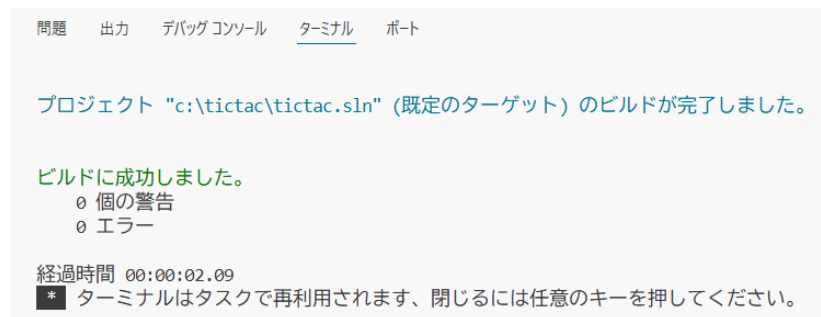 問題 出力 デバッグ コンソール ターミナル ポート
プロジェクト "c:\tictac\tictac.sln" (既定のターゲット) のビルドが完了しました。
ビルドに成功しました。
0 個の警告
0 エラー
経過時間 00:00:02.09
* ターミナルはタスクで再利用されます、閉じるには任意のキーを押してください。